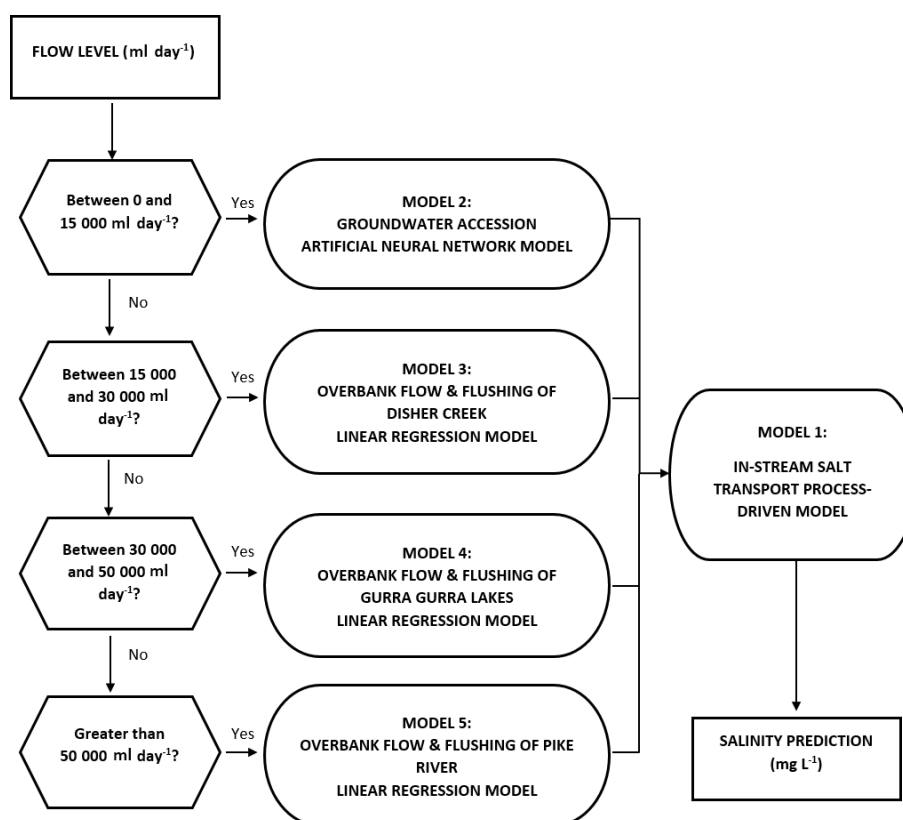 FLOW LEVEL (ml day⁻¹)
Between 0 and
15 000 ml day⁻¹?
Yes
MODEL 2:
GROUNDWATER ACCESSION
ARTIFICIAL NEURAL NETWORK MODEL
No
Between 15 000
and 30 000 ml
day⁻¹?
Yes
MODEL 3:
OVERBANK FLOW & FLUSHING OF
DISHER CREEK
LINEAR REGRESSION MODEL
No
Between 30 000
and 50 000 ml
day⁻¹?
Yes
MODEL 4:
OVERBANK FLOW & FLUSHING OF
GURRA GURRA LAKES
LINEAR REGRESSION MODEL
No
Greater than
50 000 ml day⁻¹?
Yes
MODEL 5:
OVERBANK FLOW & FLUSHING OF PIKE
RIVER
LINEAR REGRESSION MODEL
MODEL 1:
IN-STREAM SALT
TRANSPORT PROCESS-
DRIVEN MODEL
SALINITY PREDICTION
(mg L⁻¹)